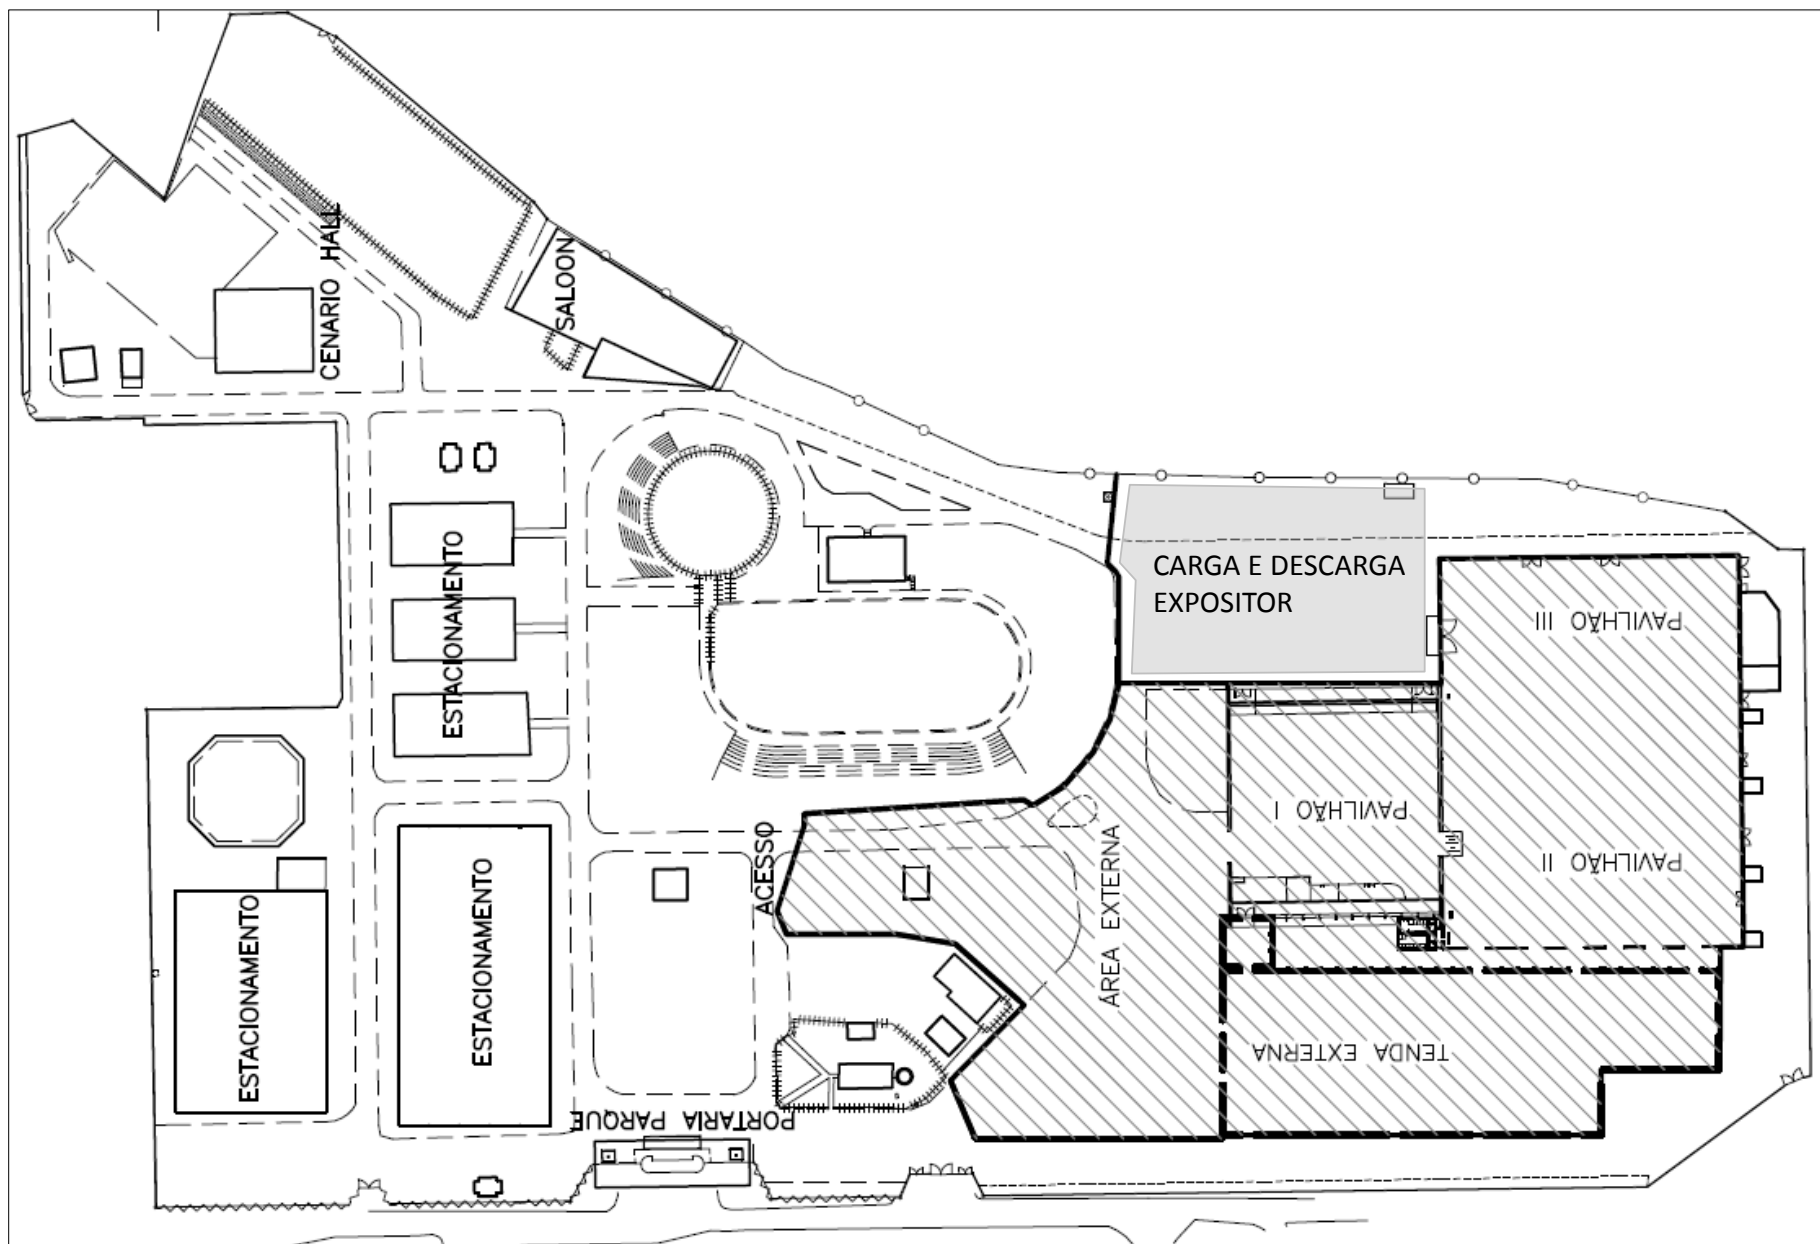 CENARIO HALL
SALOON
CARGA E DESCARGA
EXPOSITOR
ESTACIONAMENTO
PAVILHÃO III
PAVILHÃO I
PAVILHÃO II
ACESSO
ÁREA EXTERNA
ESTACIONAMENTO
ESTACIONAMENTO
TENDA EXTERNA
PORTARIA PARQUE